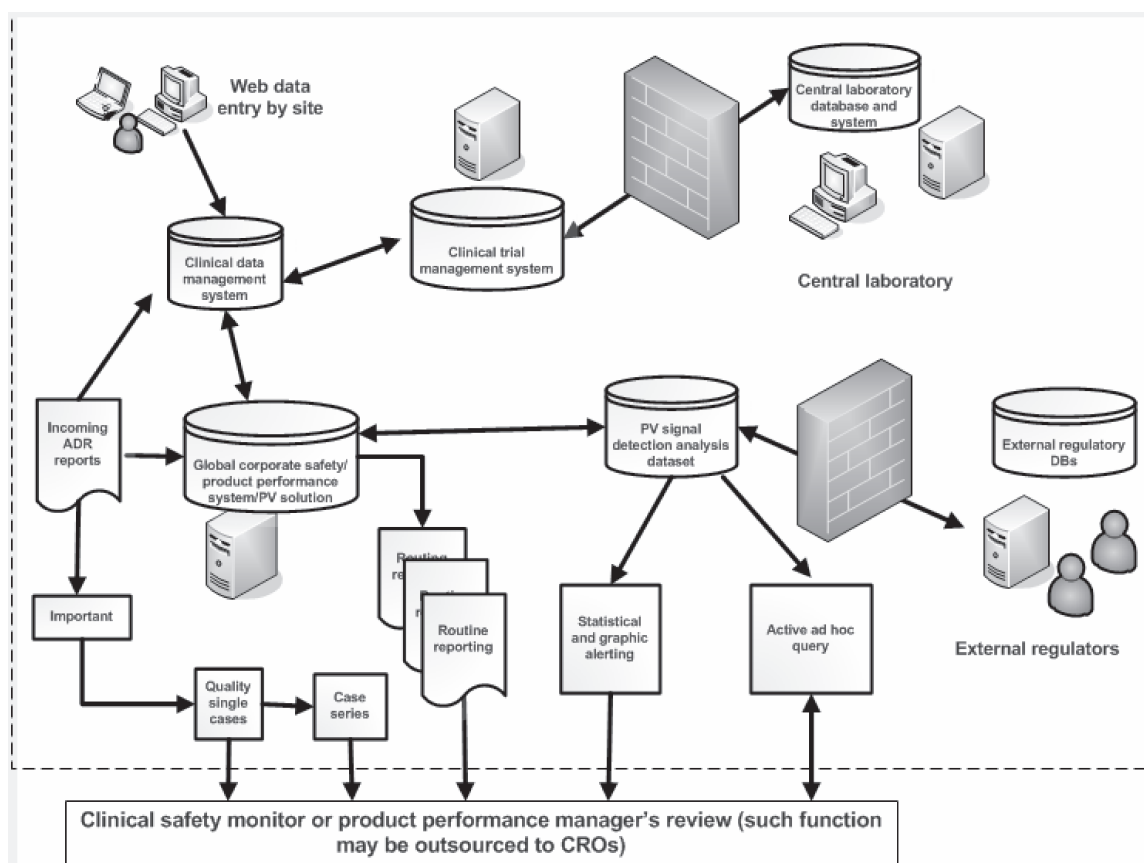 Web data
entry by site
Central laboratory
database and
system
Clinical data
management
system
Clinical trial
management system
Central laboratory
Incoming
ADR
reports
Global corporate safety/
product performance
system/PV solution
PV signal
detection analysis
dataset
External regulatory
DBs
Important
Routine
reporting
Statistical
and graphic
alerting
Active ad hoc
query
External regulators
Quality
single
cases
Case
series
Clinical safety monitor or product performance manager's review (such function
may be outsourced to CROs)